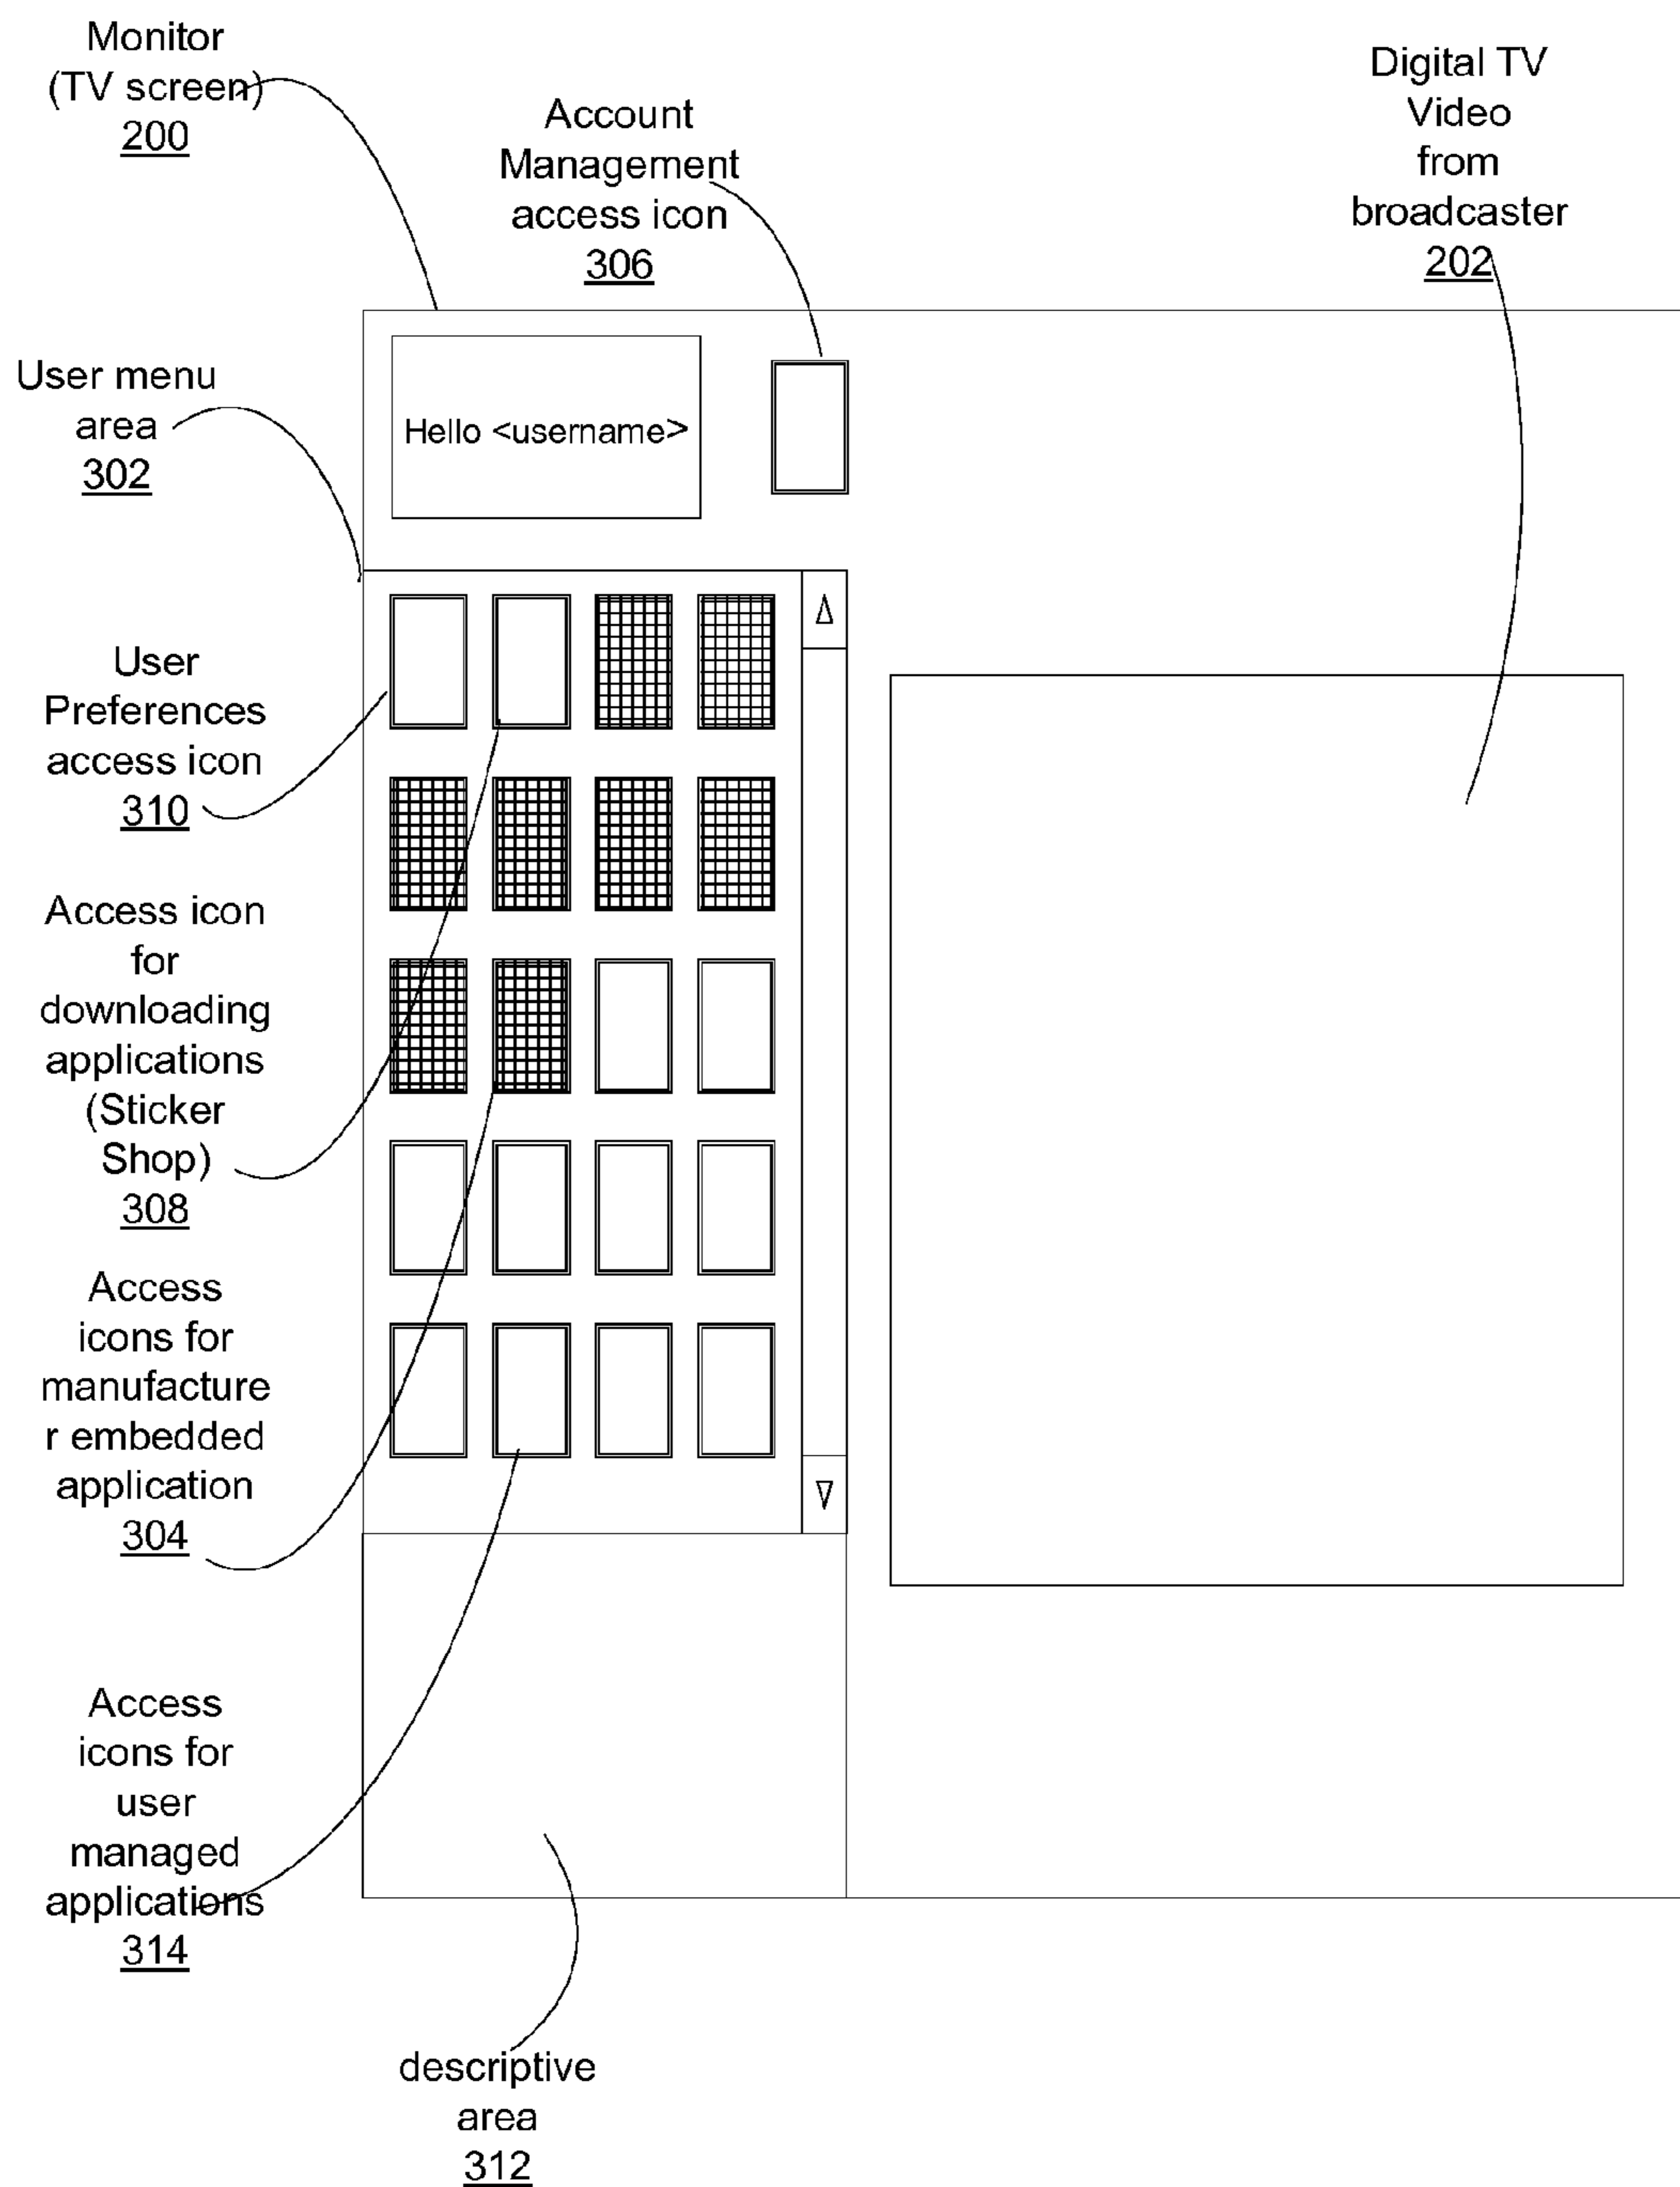 Monitor
(TV screen)
200
Account
Management
access icon
306
Digital TV
Video
from
broadcaster
202
User menu
area
302
Hello <username>
User
Preferences
access icon
310
Access icon
for
downloading
applications
(Sticker
Shop)
308
Access
icons for
manufacture
r embedded
application
304
Access
icons for
user
managed
applications
314
descriptive
area
312